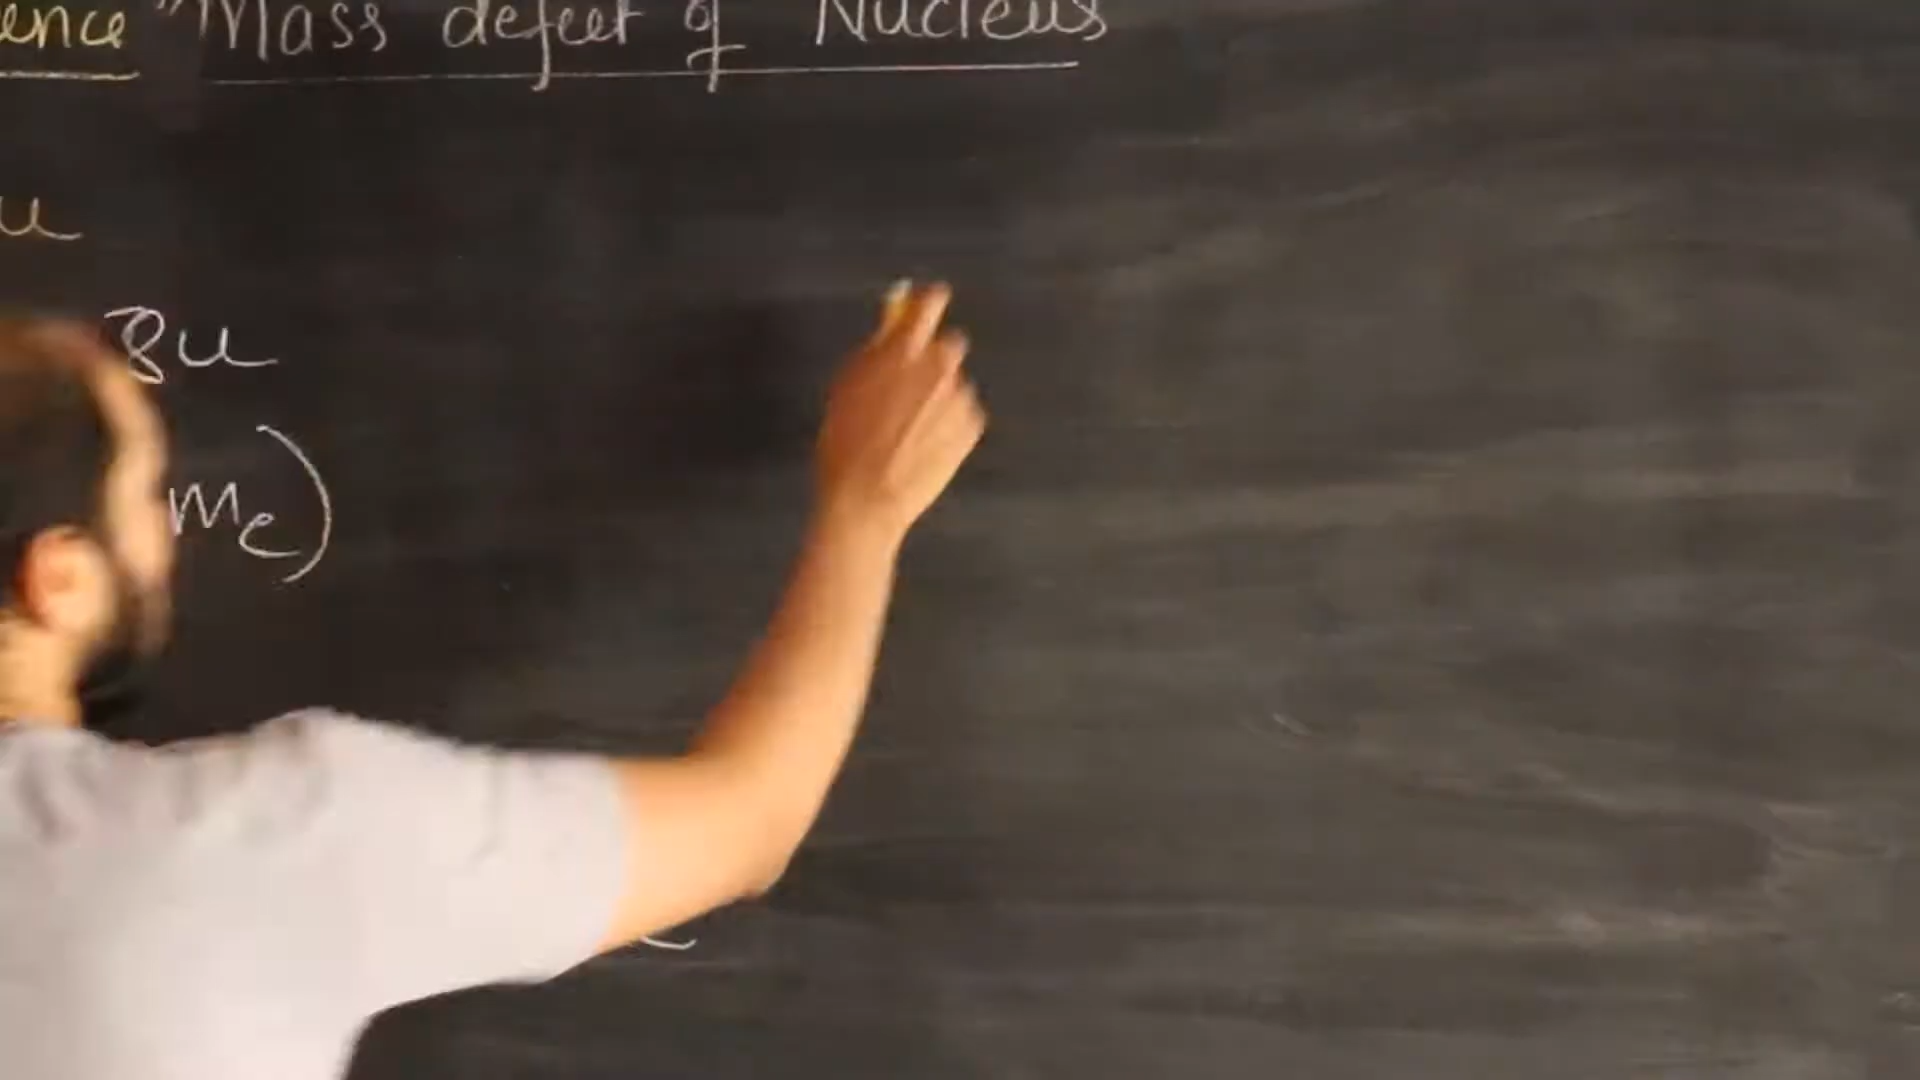 ence "Mass defect of Nucleus
u
8u
me)